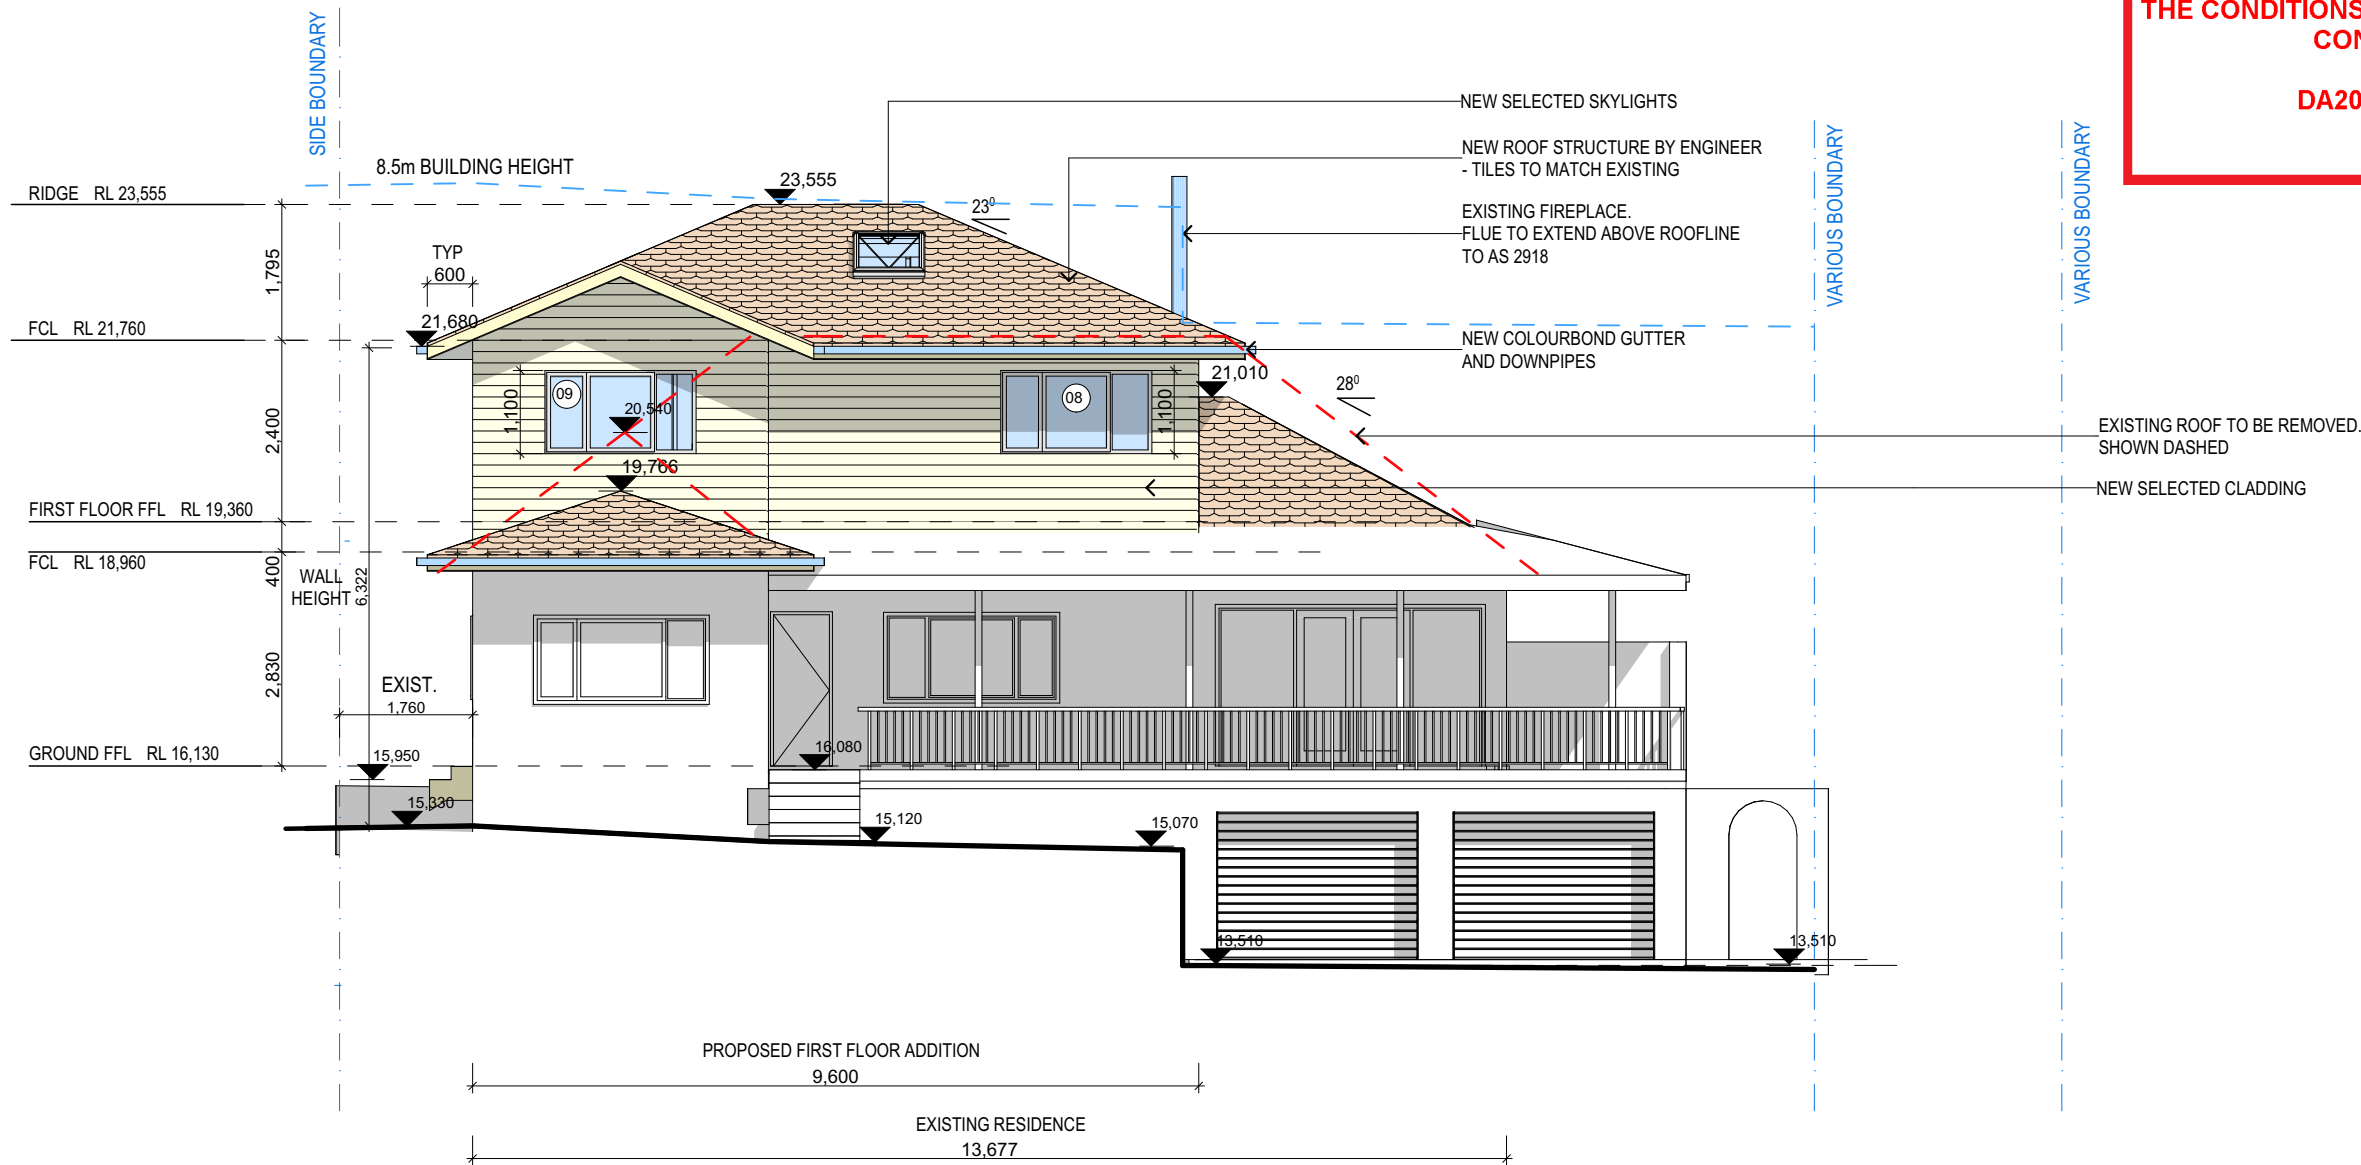 THE CONDITIONS
CON
DA20
SIDE BOUNDARY
8.5m BUILDING HEIGHT
RIDGE RL 23,555
23,555
23⁰
NEW SELECTED SKYLIGHTS
NEW ROOF STRUCTURE BY ENGINEER
- TILES TO MATCH EXISTING
EXISTING FIREPLACE.
FLUE TO EXTEND ABOVE ROOFLINE
TO AS 2918
VARIOUS BOUNDARY
VARIOUS BOUNDARY
1,795
TYP
600
FCL RL 21,760
21,680
NEW COLOURBOND GUTTER
AND DOWNPIPES
21,010
28⁰
09
08
1,100
1,100
20,540
2,400
EXISTING ROOF TO BE REMOVED.
SHOWN DASHED
19,766
NEW SELECTED CLADDING
FIRST FLOOR FFL RL 19,360
FCL RL 18,960
400
WALL
HEIGHT
6,322
2,830
EXIST.
1,760
GROUND FFL RL 16,130
15,950
16,080
15,330
15,120
15,070
13,510
13,510
PROPOSED FIRST FLOOR ADDITION
9,600
EXISTING RESIDENCE
13,677